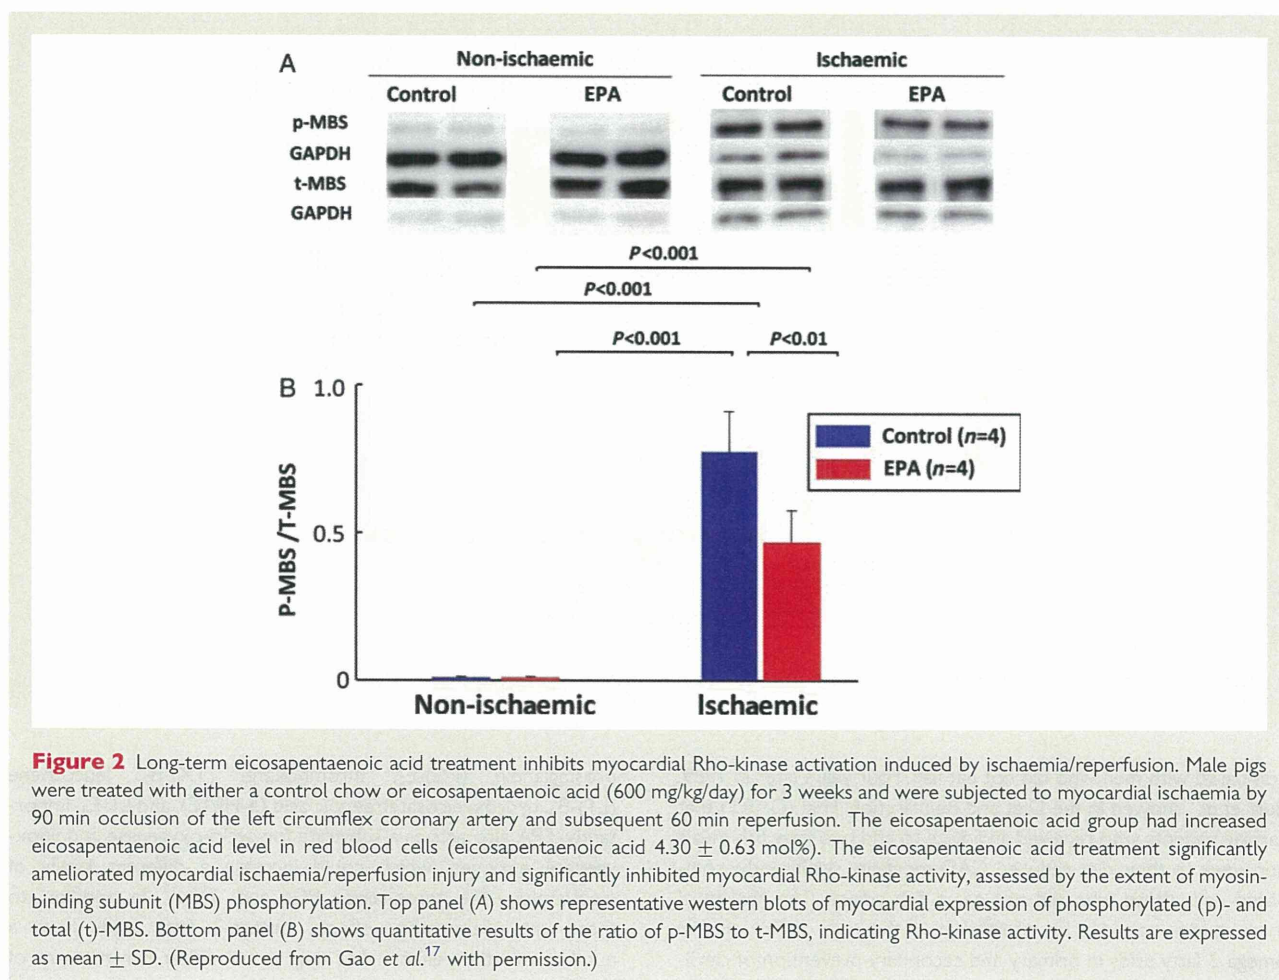 A
Non-ischaemic
Ischaemic
Control
EPA
Control
EPA
p-MBS
GAPDH
t-MBS
GAPDH
P<0.001
P<0.001
P<0.001
P<0.01
B
1.0
0.5
0
P-MBS /T-MBS
Control (n=4)
EPA (n=4)
Non-ischaemic
Ischaemic
Figure 2 Long-term eicosapentaenoic acid treatment inhibits myocardial Rho-kinase activation induced by ischaemia/reperfusion. Male pigs
were treated with either a control chow or eicosapentaenoic acid (600 mg/kg/day) for 3 weeks and were subjected to myocardial ischaemia by
90 min occlusion of the left circumflex coronary artery and subsequent 60 min reperfusion. The eicosapentaenoic acid group had increased
eicosapentaenoic acid level in red blood cells (eicosapentaenoic acid 4.30 ± 0.63 mol%). The eicosapentaenoic acid treatment significantly
ameliorated myocardial ischaemia/reperfusion injury and significantly inhibited myocardial Rho-kinase activity, assessed by the extent of myosin-
binding subunit (MBS) phosphorylation. Top panel (A) shows representative western blots of myocardial expression of phosphorylated (p)- and
total (t)-MBS. Bottom panel (B) shows quantitative results of the ratio of p-MBS to t-MBS, indicating Rho-kinase activity. Results are expressed
as mean ± SD. (Reproduced from Gao et al.17 with permission.)